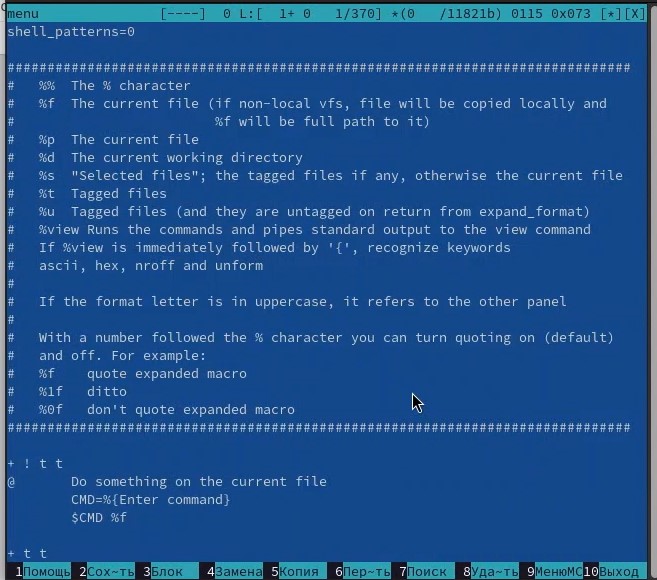 menu [----] 0 L:[ 1+ 0 1/370] *(0 /11821b) 0115 0x073 [*][X]
shell_patterns=0
##############################################################################
# %% The % character
# %f The current file (if non-local vfs, file will be copied locally and
# %f will be full path to it)
# %p The current file
# %d The current working directory
# %s "Selected files"; the tagged files if any, otherwise the current file
# %t Tagged files
# %u Tagged files (and they are untagged on return from expand_format)
# %view Runs the commands and pipes standard output to the view command
# If %view is immediately followed by '{', recognize keywords
# ascii, hex, nroff and unform
#
# If the format letter is in uppercase, it refers to the other panel
#
# With a number followed the % character you can turn quoting on (default)
# and off. For example:
# %f quote expanded macro
# %1f ditto
# %0f don't quote expanded macro
##############################################################################
+ ! t t
@ Do something on the current file
CMD=%{Enter command}
$CMD %f
+ t t
1Помощь 2Сох~ть 3Блок 4Замена 5Копия 6Пер~ть 7Поиск 8Уда~ть 9МенюMC 10Выход